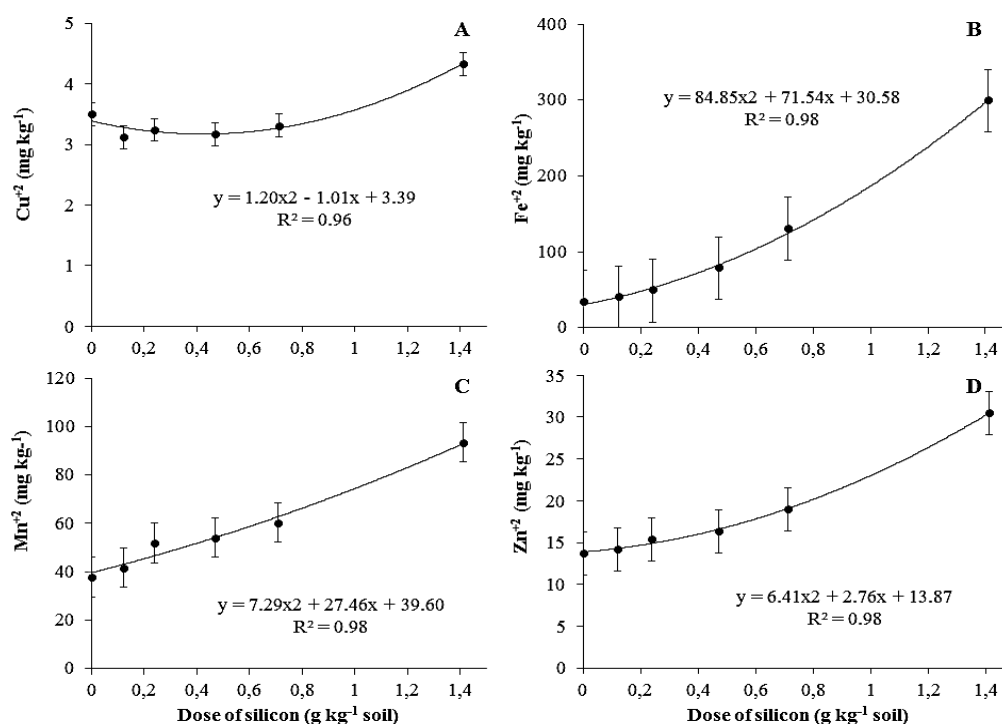 A
Cu+2 (mg kg-1)
5
4
3
2
1
0
y = 1.20x2 - 1.01x + 3.39
R² = 0.96
0 0,2 0,4 0,6 0,8 1 1,2 1,4
B
Fe+2 (mg kg-1)
400
300
200
100
0
y = 84.85x2 + 71.54x + 30.58
R² = 0.98
0 0,2 0,4 0,6 0,8 1 1,2 1,4
C
Mn+2 (mg kg-1)
120
100
80
60
40
20
0
y = 7.29x2 + 27.46x + 39.60
R² = 0.98
0 0,2 0,4 0,6 0,8 1 1,2 1,4
Dose of silicon (g kg-1 soil)
D
Zn+2 (mg kg-1)
35
30
25
20
15
10
5
0
y = 6.41x2 + 2.76x + 13.87
R² = 0.98
0 0,2 0,4 0,6 0,8 1 1,2 1,4
Dose of silicon (g kg-1 soil)